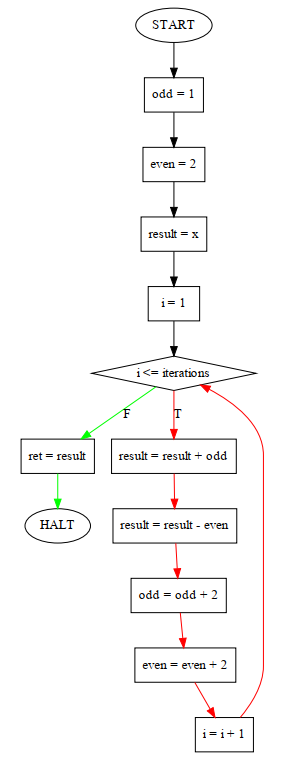 START
odd = 1
even = 2
result = x
i = 1
i <= iterations
F
T
ret = result
result = result + odd
HALT
result = result - even
odd = odd + 2
even = even + 2
i = i + 1